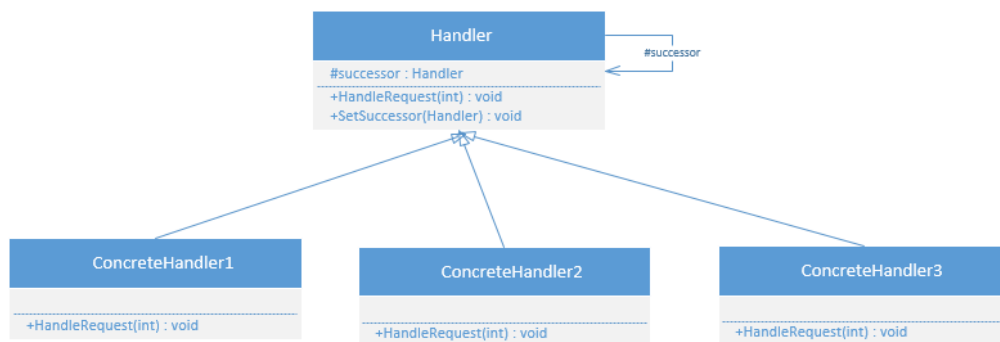 Handler
#successor
#successor : Handler
+HandleRequest(int) : void
+SetSuccessor(Handler) : void
ConcreteHandler1
+HandleRequest(int) : void
ConcreteHandler2
+HandleRequest(int) : void
ConcreteHandler3
+HandleRequest(int) : void